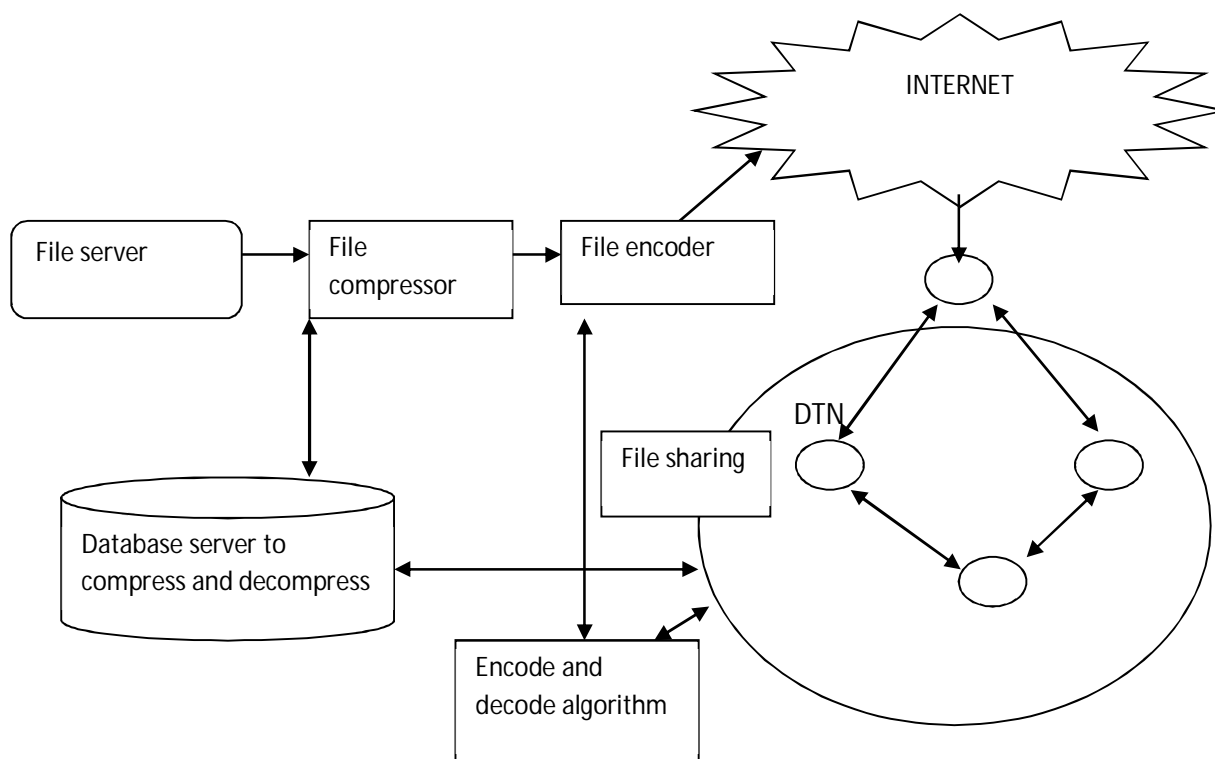 INTERNET
File server
File
compressor
File encoder
DTN
File sharing
Database server to
compress and decompress
Encode and
decode algorithm